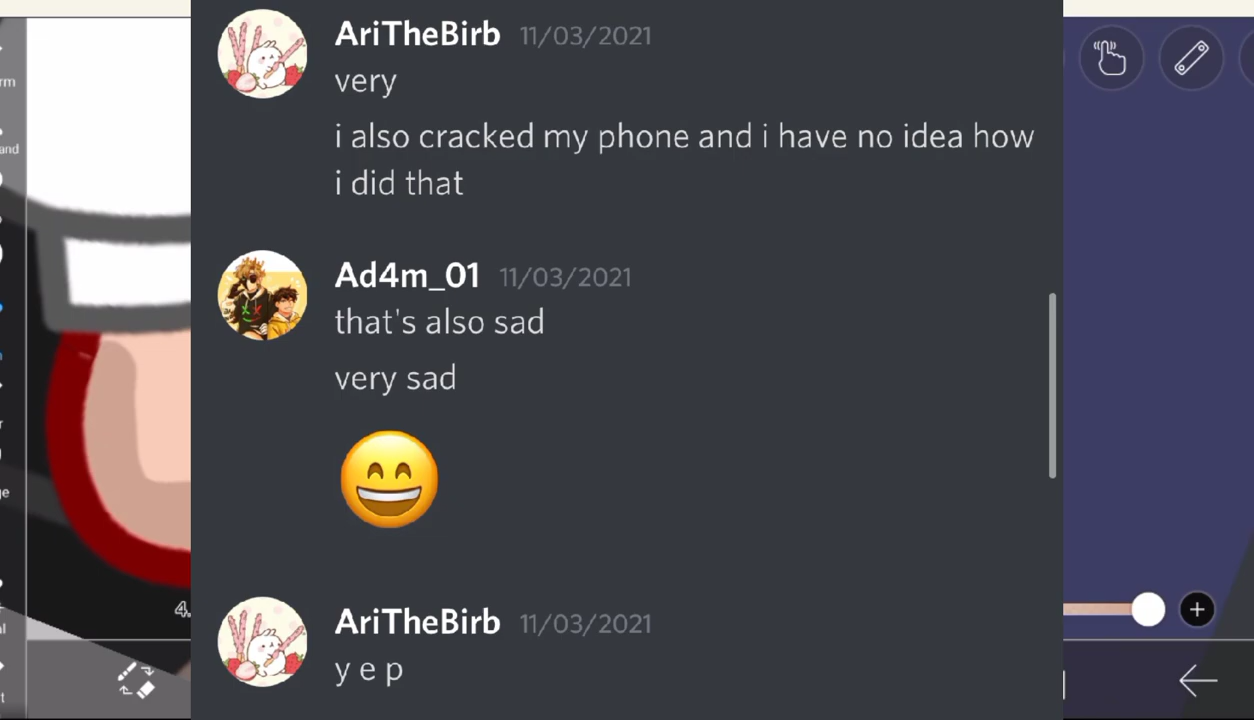 AriTheBirb 11/03/2021
very
i also cracked my phone and i have no idea how
i did that
Ad4m_01 11/03/2021
that's also sad
very sad
AriTheBirb 11/03/2021
y e p